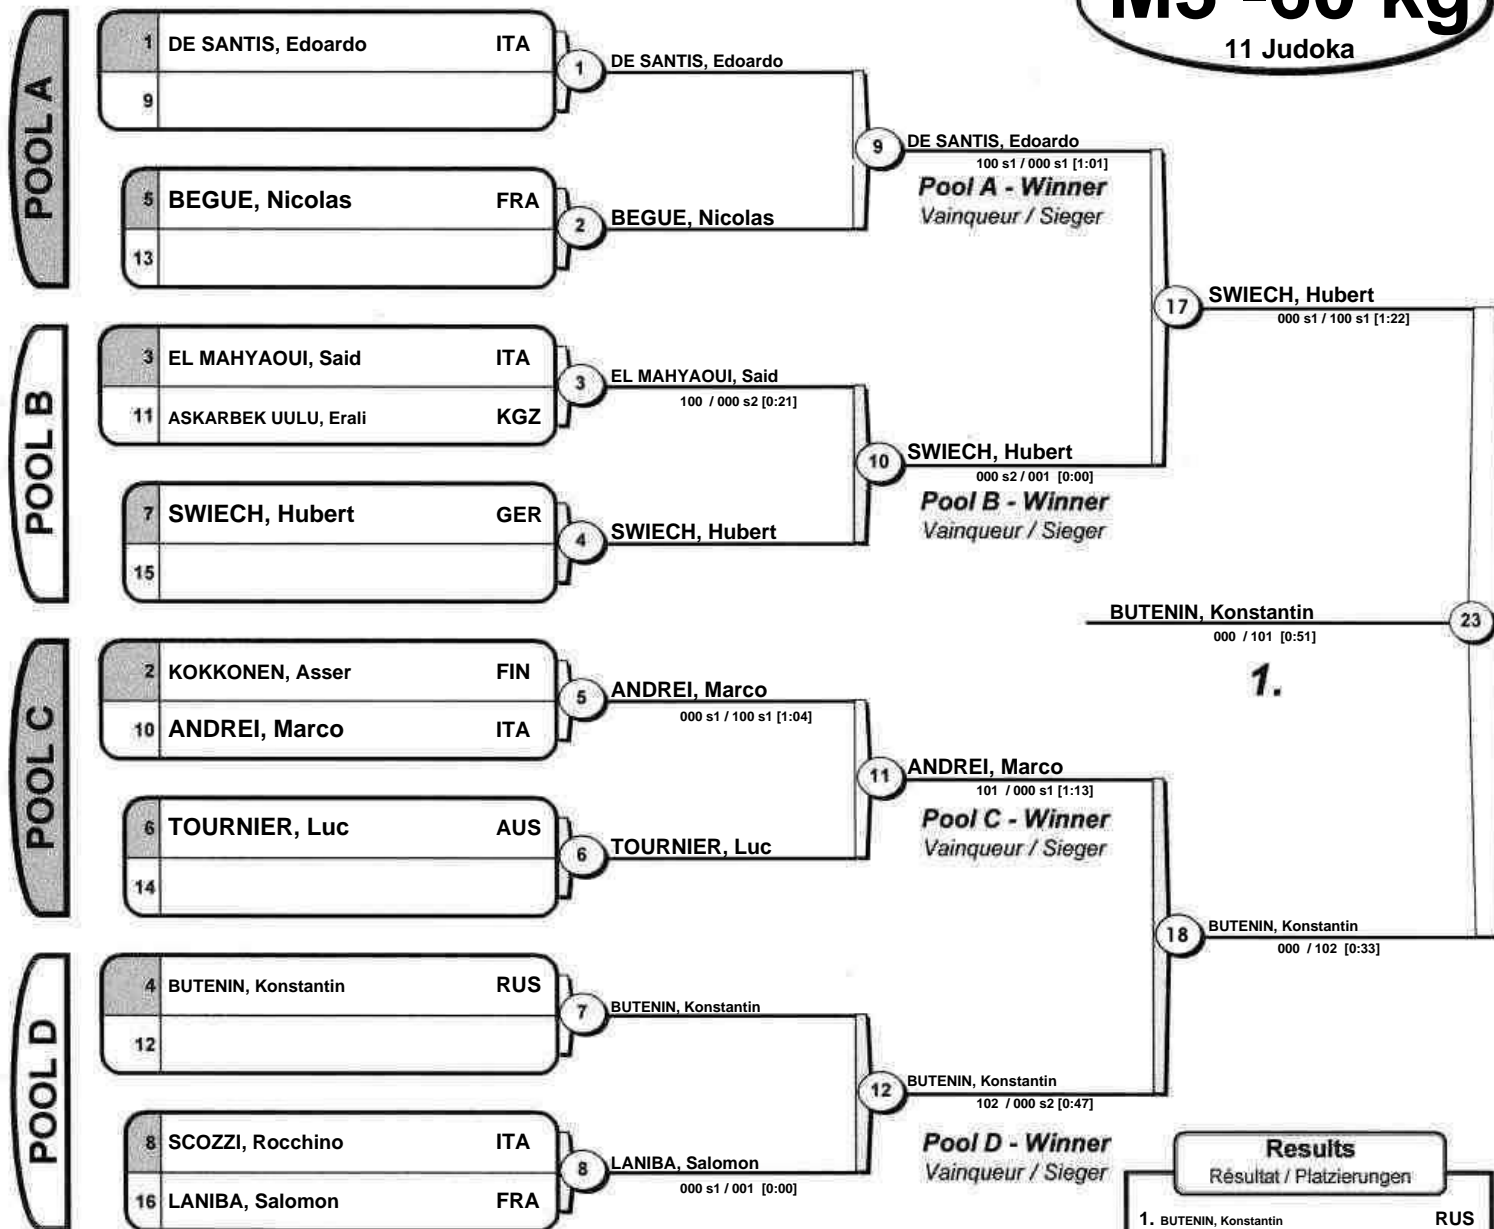 M5 -60 kg
11 Judoka
POOL A
1 DE SANTIS, Edoardo ITA
9
1 DE SANTIS, Edoardo
5 BEGUE, Nicolas FRA
13
2 BEGUE, Nicolas
9 DE SANTIS, Edoardo
100 s1 / 000 s1 [1:01]
Pool A - Winner
Vainqueur / Sieger
POOL B
3 EL MAHYAOUI, Said ITA
11 ASKARBEK UULU, Erali KGZ
3 EL MAHYAOUI, Said
100 / 000 s2 [0:21]
7 SWIECH, Hubert GER
15
4 SWIECH, Hubert
10 SWIECH, Hubert
000 s2 / 001 [0:00]
Pool B - Winner
Vainqueur / Sieger
17 SWIECH, Hubert
000 s1 / 100 s1 [1:22]
BUTENIN, Konstantin 23
000 / 101 [0:51]
1.
POOL C
2 KOKKONEN, Asser FIN
10 ANDREI, Marco ITA
5 ANDREI, Marco
000 s1 / 100 s1 [1:04]
6 TOURNIER, Luc AUS
14
6 TOURNIER, Luc
11 ANDREI, Marco
101 / 000 s1 [1:13]
Pool C - Winner
Vainqueur / Sieger
POOL D
4 BUTENIN, Konstantin RUS
12
7 BUTENIN, Konstantin
8 SCOZZI, Rocchino ITA
16 LANIBA, Salomon FRA
8 LANIBA, Salomon
000 s1 / 001 [0:00]
12 BUTENIN, Konstantin
102 / 000 s2 [0:47]
Pool D - Winner
Vainqueur / Sieger
18 BUTENIN, Konstantin
000 / 102 [0:33]
Results
Résultat / Platzierungen
1. BUTENIN, Konstantin RUS